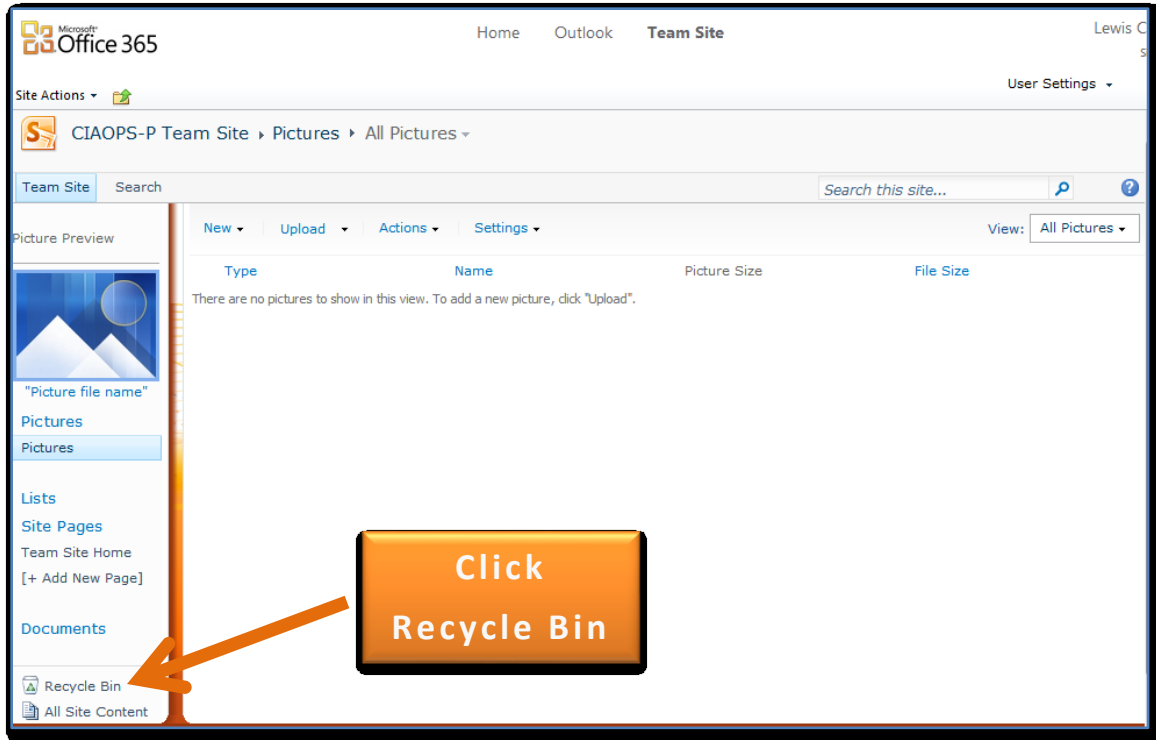 Microsoft®
Office 365
Home Outlook Team Site
Lewis C
s
Site Actions
User Settings
CIAOPS-P Team Site Pictures All Pictures
Team Site Search
Search this site...
Picture Preview
New Upload Actions Settings
View: All Pictures
Type Name Picture Size File Size
There are no pictures to show in this view. To add a new picture, click "Upload".
"Picture file name"
Pictures
Pictures
Lists
Site Pages
Team Site Home
[+ Add New Page]
Documents
Click
Recycle Bin
Recycle Bin
All Site Content